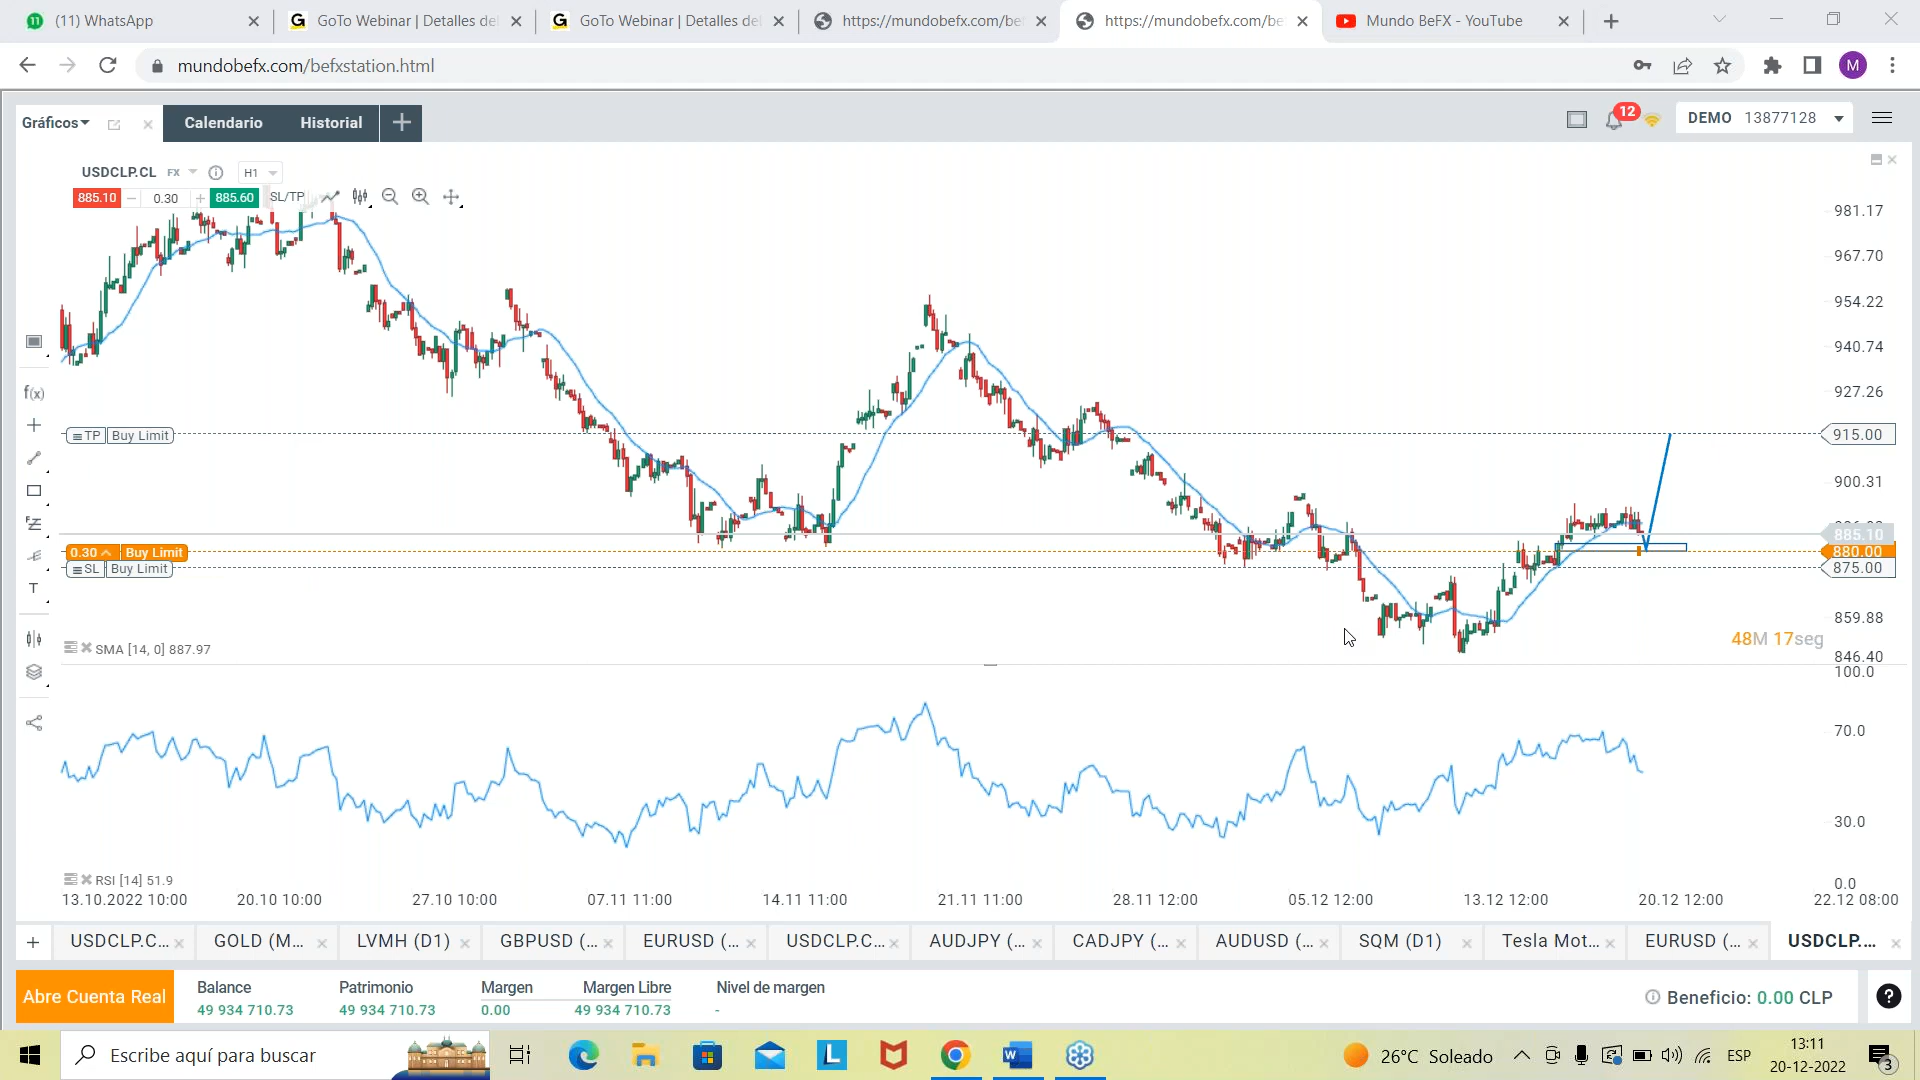 (11) WhatsApp
GoTo Webinar | Detalles del
GoTo Webinar | Detalles del
https://mundobefx.com/be
https://mundobefx.com/be
Mundo BeFX - YouTube
mundobefx.com/befxstation.html
M
Gráficos
Calendario
Historial
12
DEMO 13877128
USDCLP.CL FX H1
885.10 0.30 885.60 SL/TP
981.17
967.70
954.22
940.74
927.26
f(x)
TP Buy Limit
915.00
900.31
885.10
0.30 Buy Limit
880.00
SL Buy Limit
875.00
T
859.88
48M 17seg
SMA [14, 0] 887.97
846.40
100.0
70.0
30.0
RSI [14] 51.9
0.0
13.10.2022 10:00 20.10 10:00 27.10 10:00 07.11 11:00 14.11 11:00 21.11 11:00 28.11 12:00 05.12 12:00 13.12 12:00 20.12 12:00 22.12 08:00
USDCLP.C... GOLD (M... LVMH (D1) GBPUSD (... EURUSD (... USDCLP.C... AUDJPY (... CADJPY (... AUDUSD (... SQM (D1) Tesla Mot... EURUSD (... USDCLP....
Abre Cuenta Real
Balance Patrimonio Margen Margen Libre Nivel de margen
49 934 710.73 49 934 710.73 0.00 49 934 710.73 -
Beneficio: 0.00 CLP
Escribe aquí para buscar
26°C Soleado
ESP
13:11
20-12-2022
3